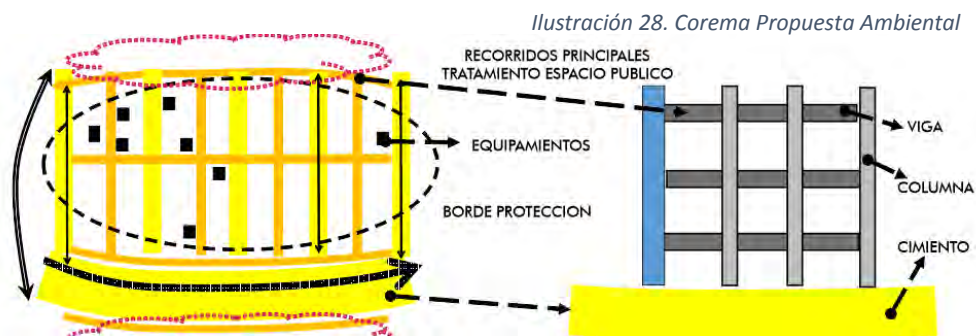 Ilustración 28. Corema Propuesta Ambiental
RECORRIDOS PRINCIPALES
TRATAMIENTO ESPACIO PUBLICO
EQUIPAMIENTOS
BORDE PROTECCION
VIGA
COLUMNA
CIMIENTO